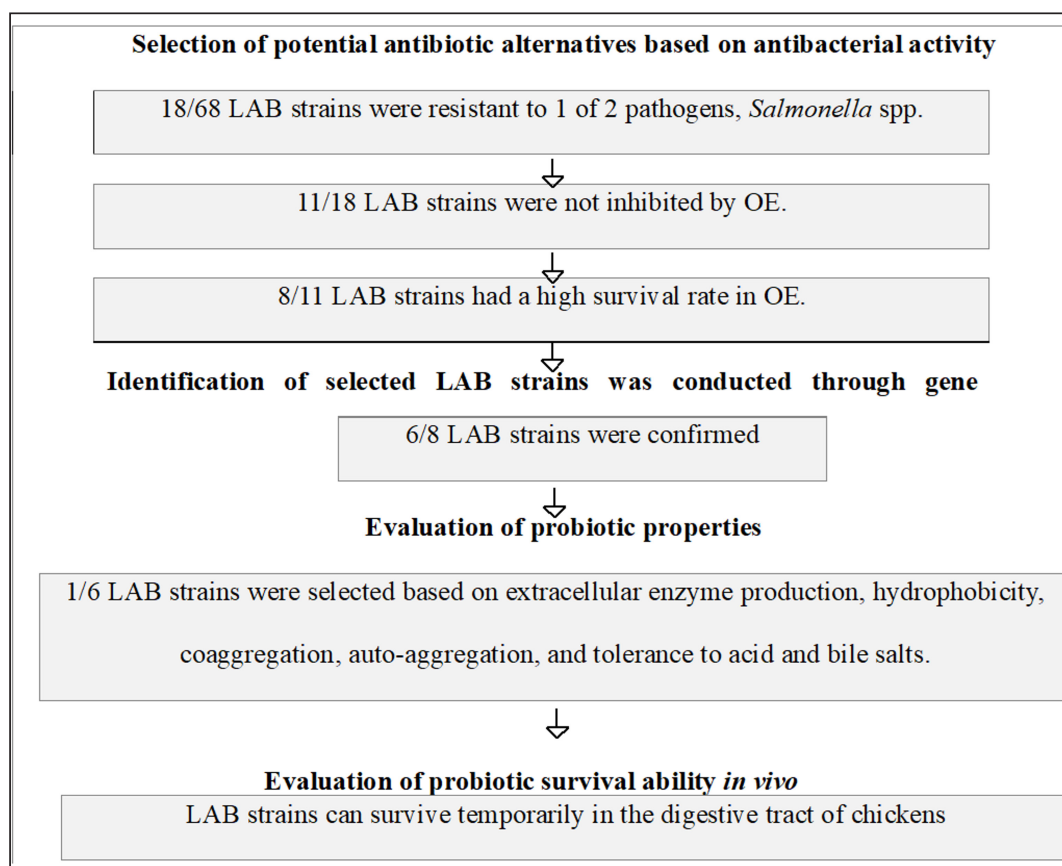 Selection of potential antibiotic alternatives based on antibacterial activity
18/68 LAB strains were resistant to 1 of 2 pathogens, Salmonella spp.
11/18 LAB strains were not inhibited by OE.
8/11 LAB strains had a high survival rate in OE.
Identification of selected LAB strains was conducted through gene
6/8 LAB strains were confirmed
Evaluation of probiotic properties
1/6 LAB strains were selected based on extracellular enzyme production, hydrophobicity,
coaggregation, auto-aggregation, and tolerance to acid and bile salts.
Evaluation of probiotic survival ability in vivo
LAB strains can survive temporarily in the digestive tract of chickens